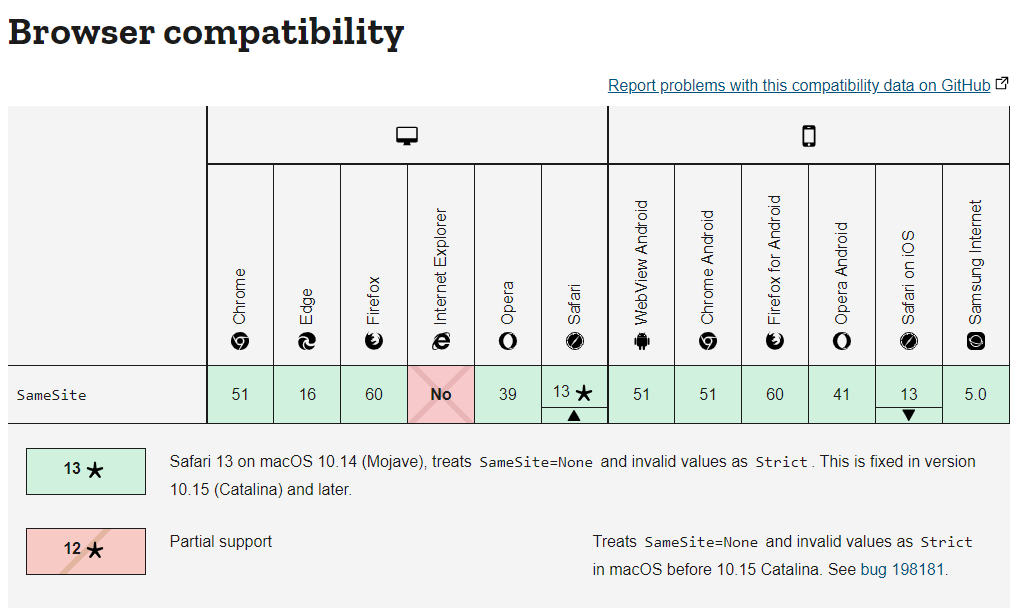 Browser compatibility
Report problems with this compatibility data on GitHub
Chrome
Edge
Firefox
Internet Explorer
Opera
Safari
WebView Android
Chrome Android
Firefox for Android
Opera Android
Safari on iOS
Samsung Internet
SameSite 51 16 60 No 39 13 ★ 51 51 60 41 13 5.0
▲ ▼
13 ★ Safari 13 on macOS 10.14 (Mojave), treats SameSite=None and invalid values as Strict. This is fixed in version
10.15 (Catalina) and later.
12 ★ Partial support Treats SameSite=None and invalid values as Strict
in macOS before 10.15 Catalina. See bug 198181.